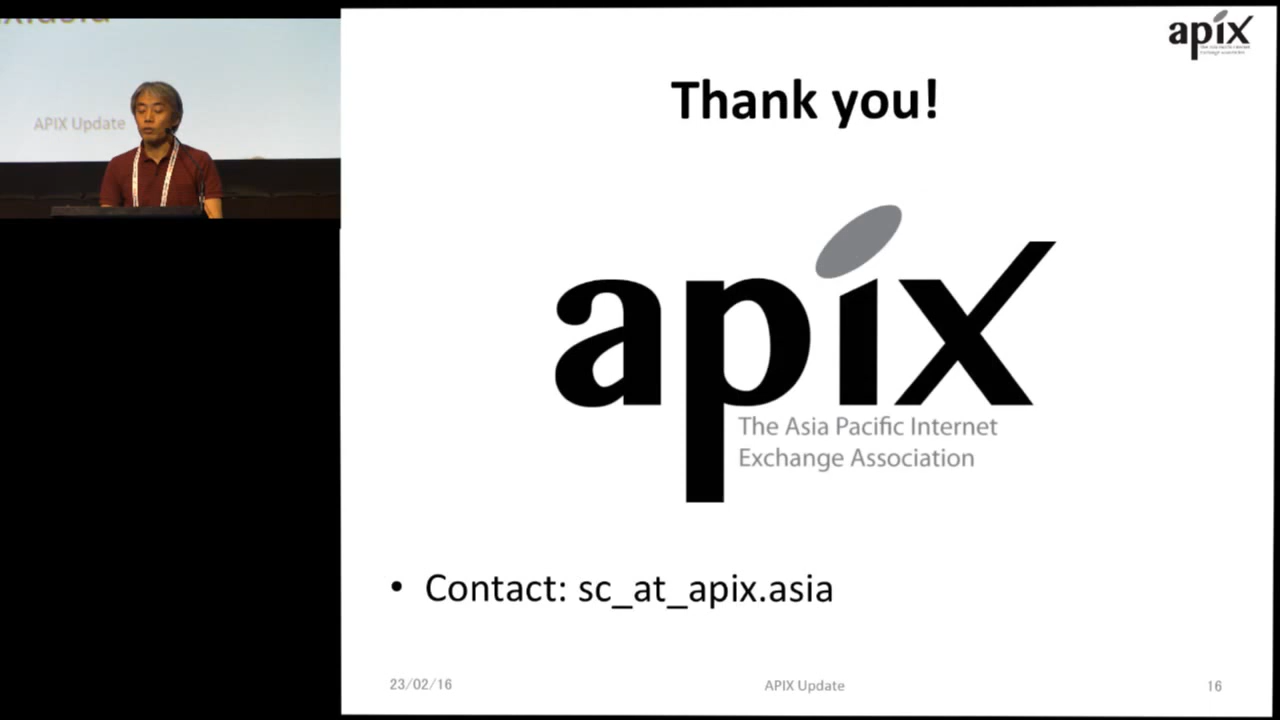 APIX Update
apix
Thank you!
apix
The Asia Pacific Internet
Exchange Association
• Contact: sc_at_apix.asia
23/02/16
APIX Update
16